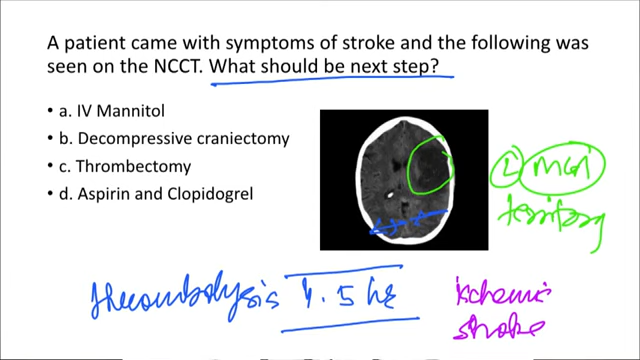 A patient came with symptoms of stroke and the following was
seen on the NCCT. What should be next step?
• a. IV Mannitol
• b. Decompressive craniectomy
• c. Thrombectomy
• d. Aspirin and Clopidogrel
(L) MCA
territory
thrombolysis 4.5 hr
ischemic
stroke